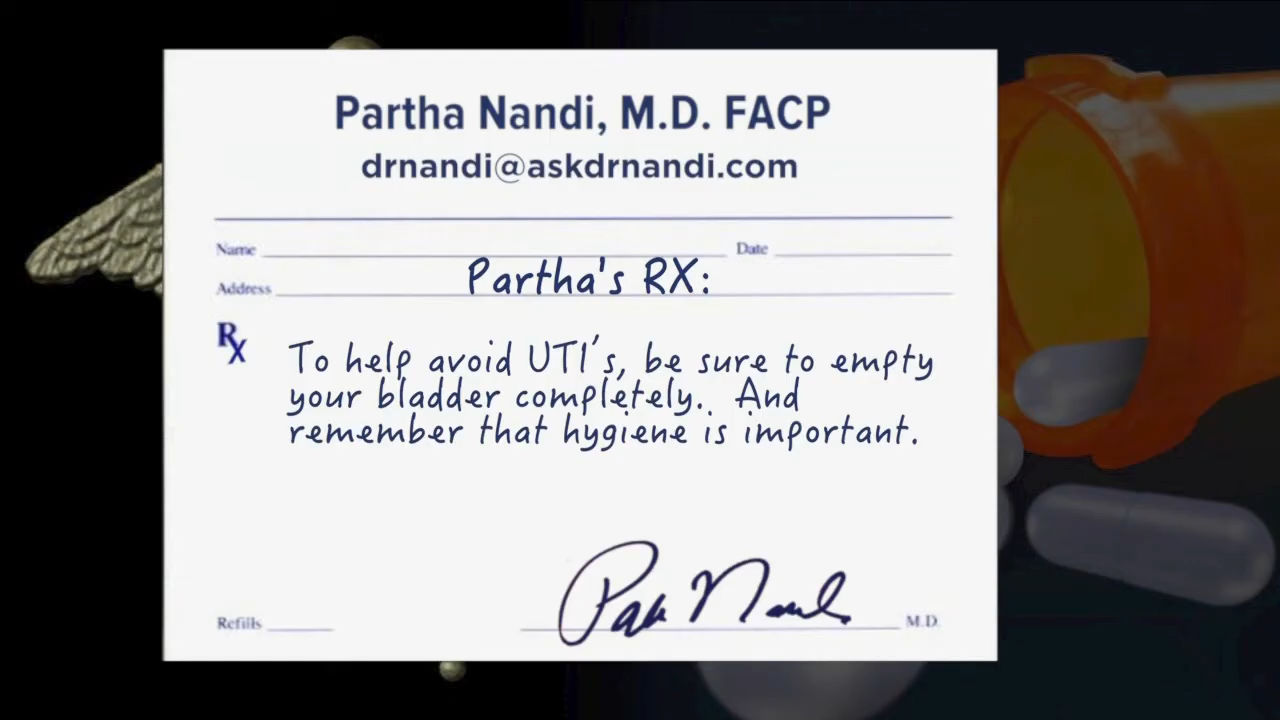 Partha Nandi, M.D. FACP
drnandi@askdrnandi.com
Name Date
Partha's RX:
Address
Rx
To help avoid UTI's, be sure to empty
your bladder completely. And
remember that hygiene is important.
Refills M.D.